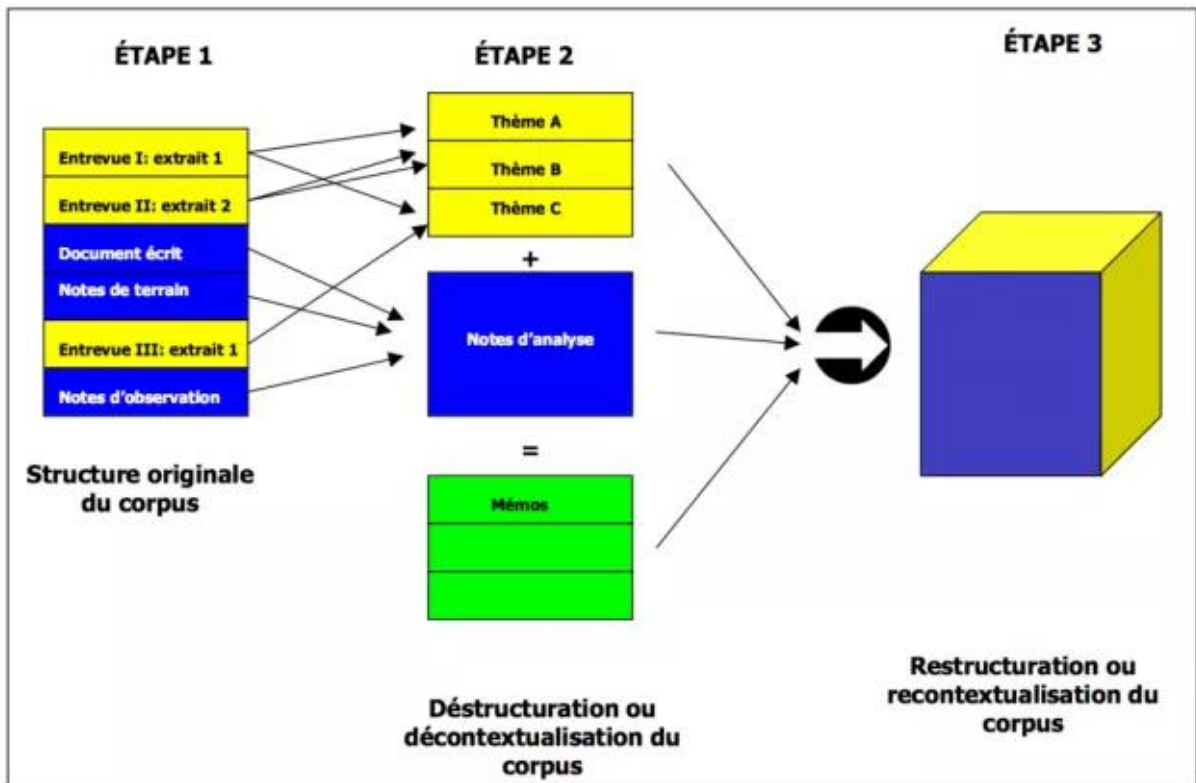 ÉTAPE 1
Entrevue I: extrait 1
Entrevue II: extrait 2
Document écrit
Notes de terrain
Entrevue III: extrait 1
Notes d'observation
Structure originale
du corpus
ÉTAPE 2
Thème A
Thème B
Thème C
+
Notes d'analyse
=
Mémos
Déstructuration ou
décontextualisation du
corpus
ÉTAPE 3
Restructuration ou
recontextualisation du
corpus